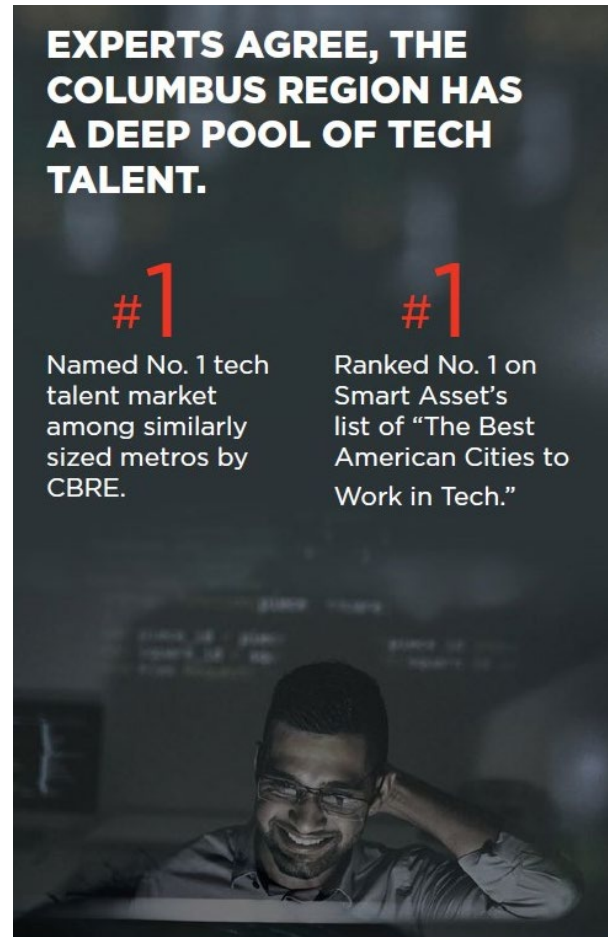 EXPERTS AGREE, THE
COLUMBUS REGION HAS
A DEEP POOL OF TECH
TALENT.
#1
Named No. 1 tech
talent market
among similarly
sized metros by
CBRE.
#1
Ranked No. 1 on
Smart Asset’s
list of “The Best
American Cities to
Work in Tech.”